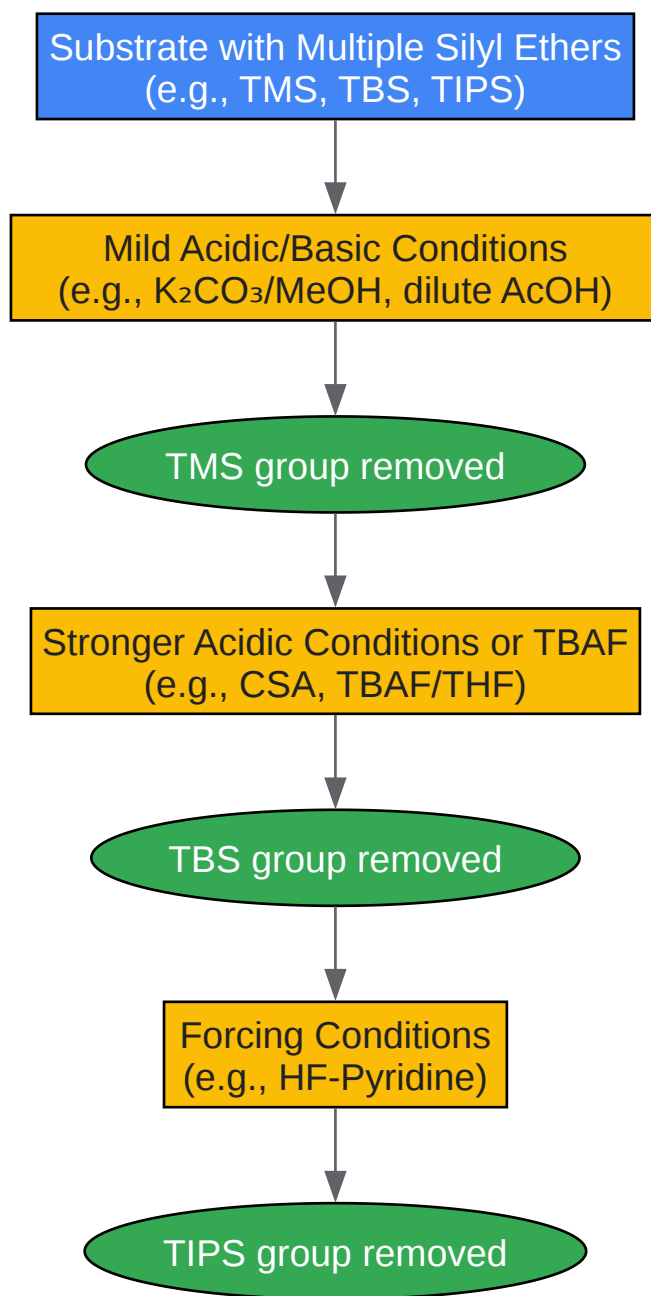 Substrate with Multiple Silyl Ethers
(e.g., TMS, TBS, TIPS)
Mild Acidic/Basic Conditions
(e.g., K₂CO₃/MeOH, dilute AcOH)
TMS group removed
Stronger Acidic Conditions or TBAF
(e.g., CSA, TBAF/THF)
TBS group removed
Forcing Conditions
(e.g., HF-Pyridine)
TIPS group removed